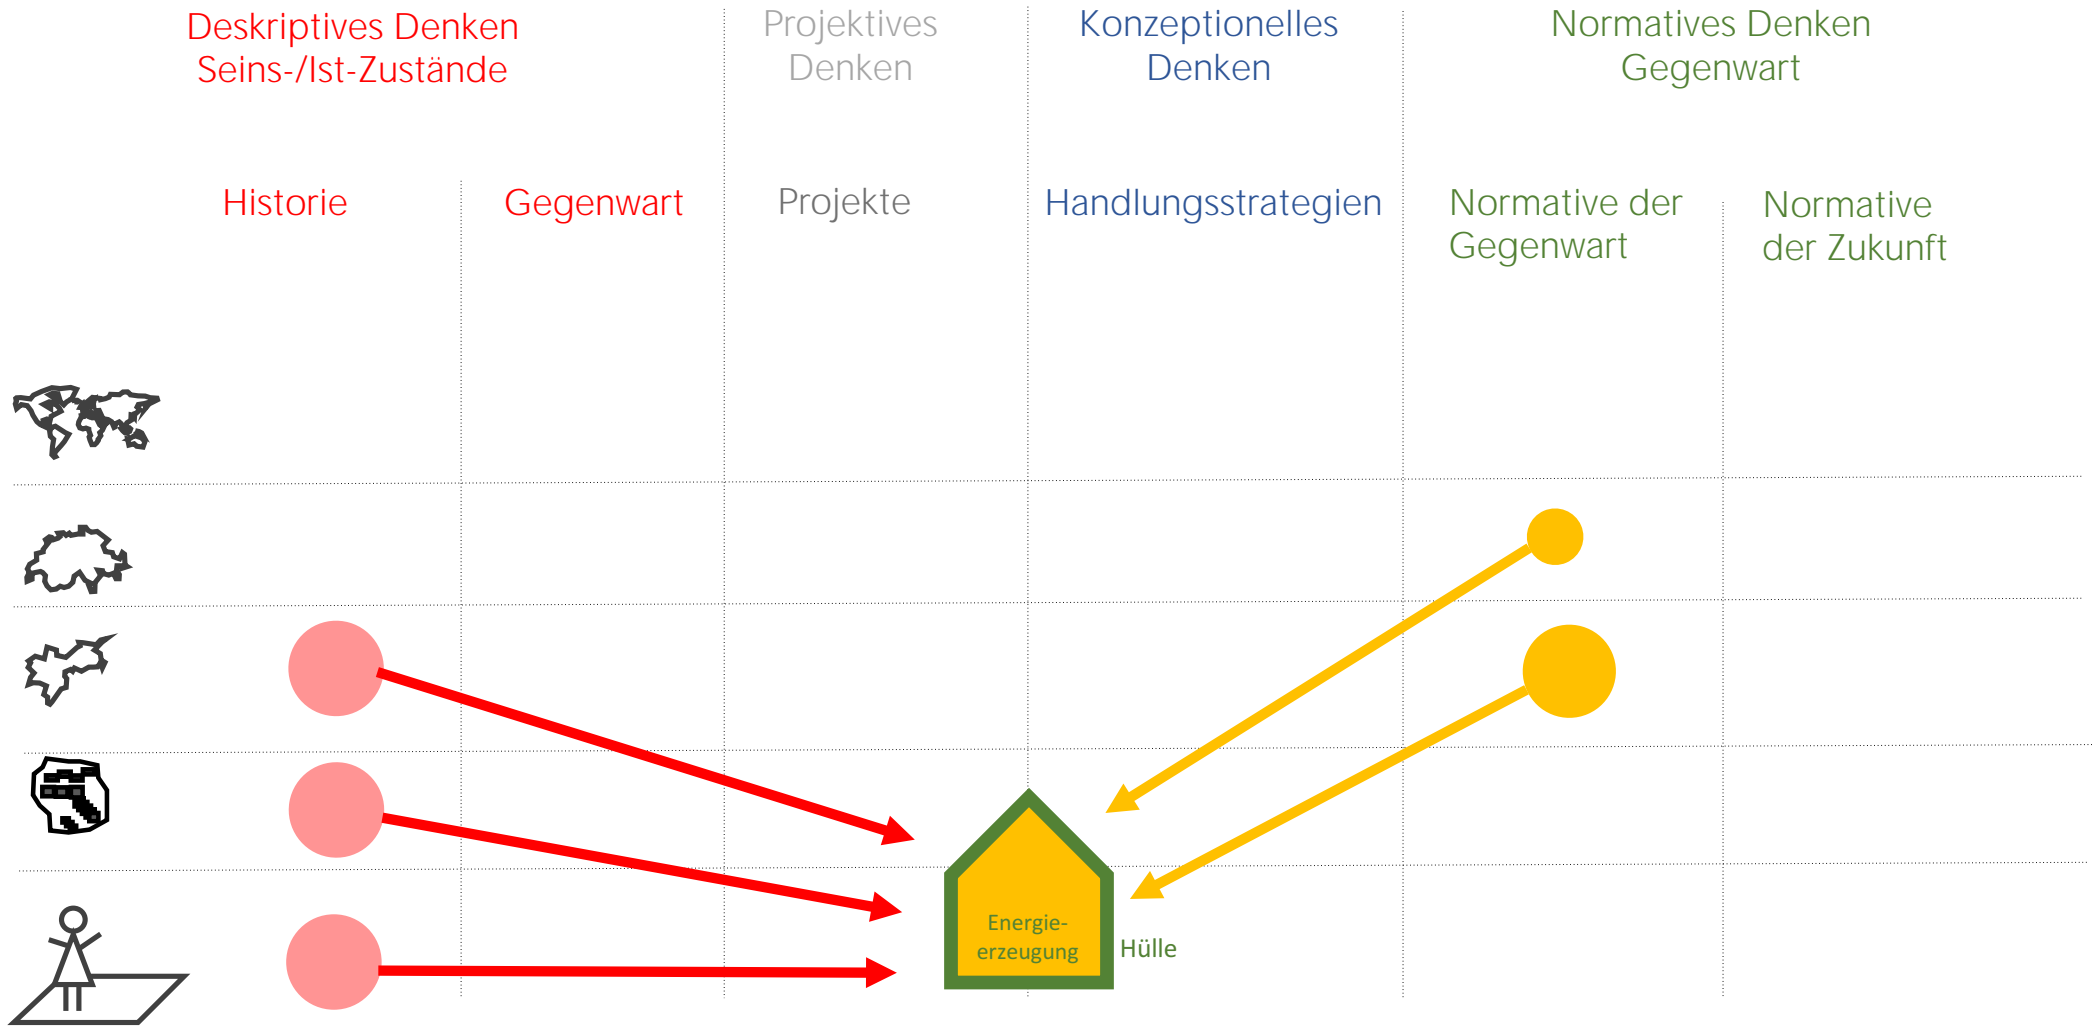 Deskriptives Denken
Seins-/Ist-Zustände
Projektives
Denken
Konzeptionelles
Denken
Normatives Denken
Gegenwart
Historie
Gegenwart
Projekte
Handlungsstrategien
Normative der
Gegenwart
Normative
der Zukunft
Energie-
erzeugung
Hülle